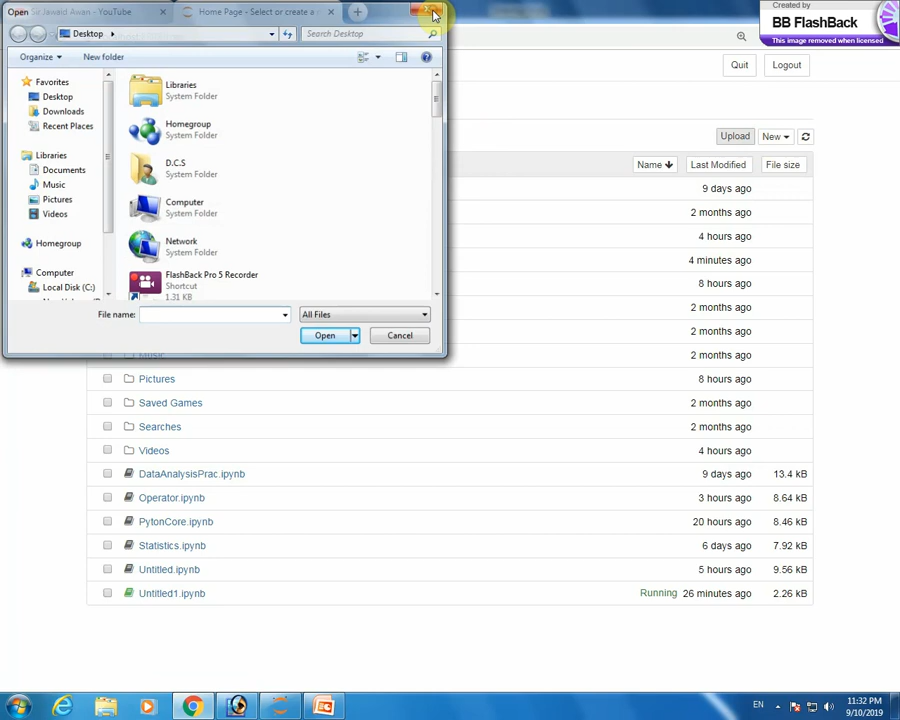 Open Sir.Jawaid Awan - YouTube
Home Page - Select or create a
Created by
BB FlashBack
This image removed when licensed
Desktop
Search Desktop
Organize
New folder
Quit
Logout
Favorites
Desktop
Downloads
Recent Places
Libraries
Documents
Music
Pictures
Videos
Homegroup
Computer
Local Disk (C:)
Libraries
System Folder
Homegroup
System Folder
D.C.S
System Folder
Computer
System Folder
Network
System Folder
FlashBack Pro 5 Recorder
Shortcut
1.31 KB
File name:
All Files
Open
Cancel
Upload
New
Name
Last Modified
File size
9 days ago
2 months ago
4 hours ago
4 minutes ago
8 hours ago
2 months ago
2 months ago
Music
2 months ago
Pictures
8 hours ago
Saved Games
2 months ago
Searches
2 months ago
Videos
4 hours ago
DataAnalysisPrac.ipynb
9 days ago
13.4 kB
Operator.ipynb
3 hours ago
8.64 kB
PytonCore.ipynb
20 hours ago
8.46 kB
Statistics.ipynb
6 days ago
7.92 kB
Untitled.ipynb
5 hours ago
9.56 kB
Untitled1.ipynb
Running
26 minutes ago
2.26 kB
EN
11:32 PM
9/10/2019